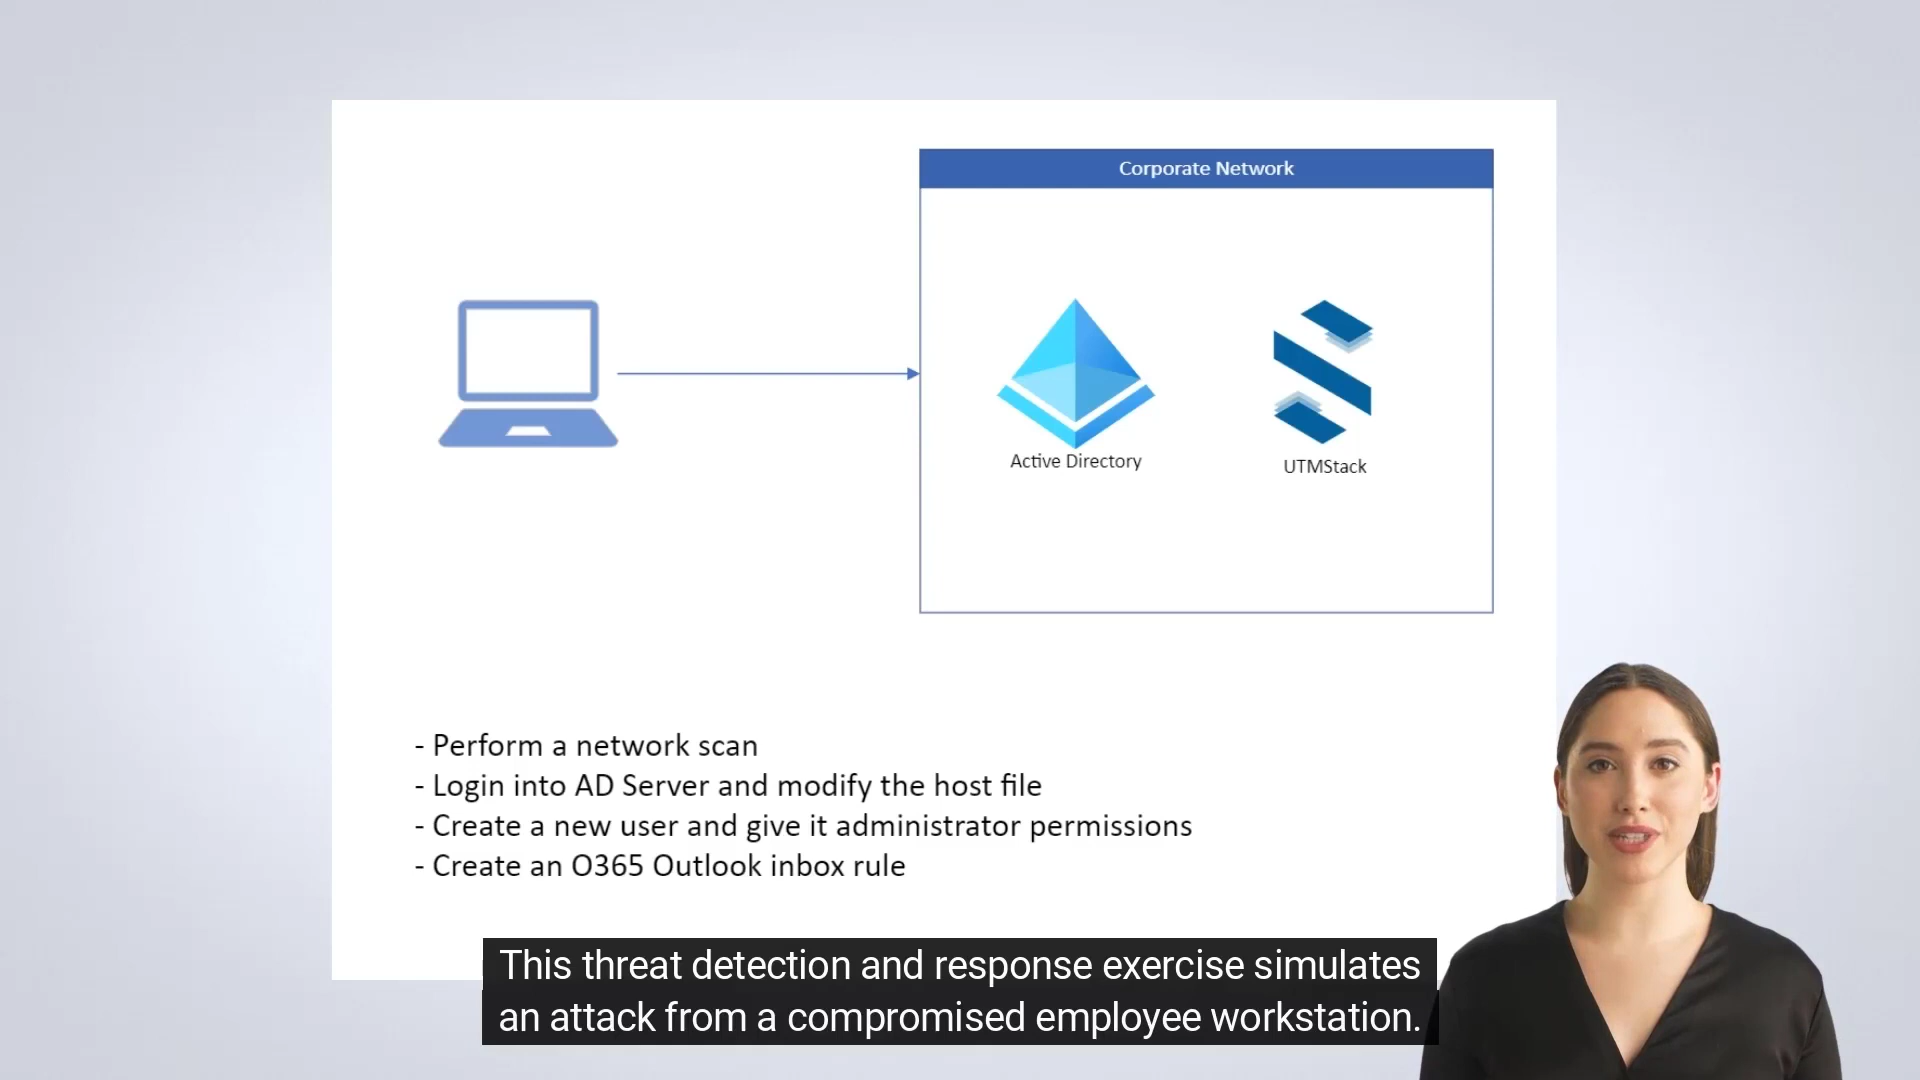 Corporate Network
Active Directory
UTMStack
- Perform a network scan
- Login into AD Server and modify the host file
- Create a new user and give it administrator permissions
- Create an O365 Outlook inbox rule
This threat detection and response exercise simulates
an attack from a compromised employee workstation.